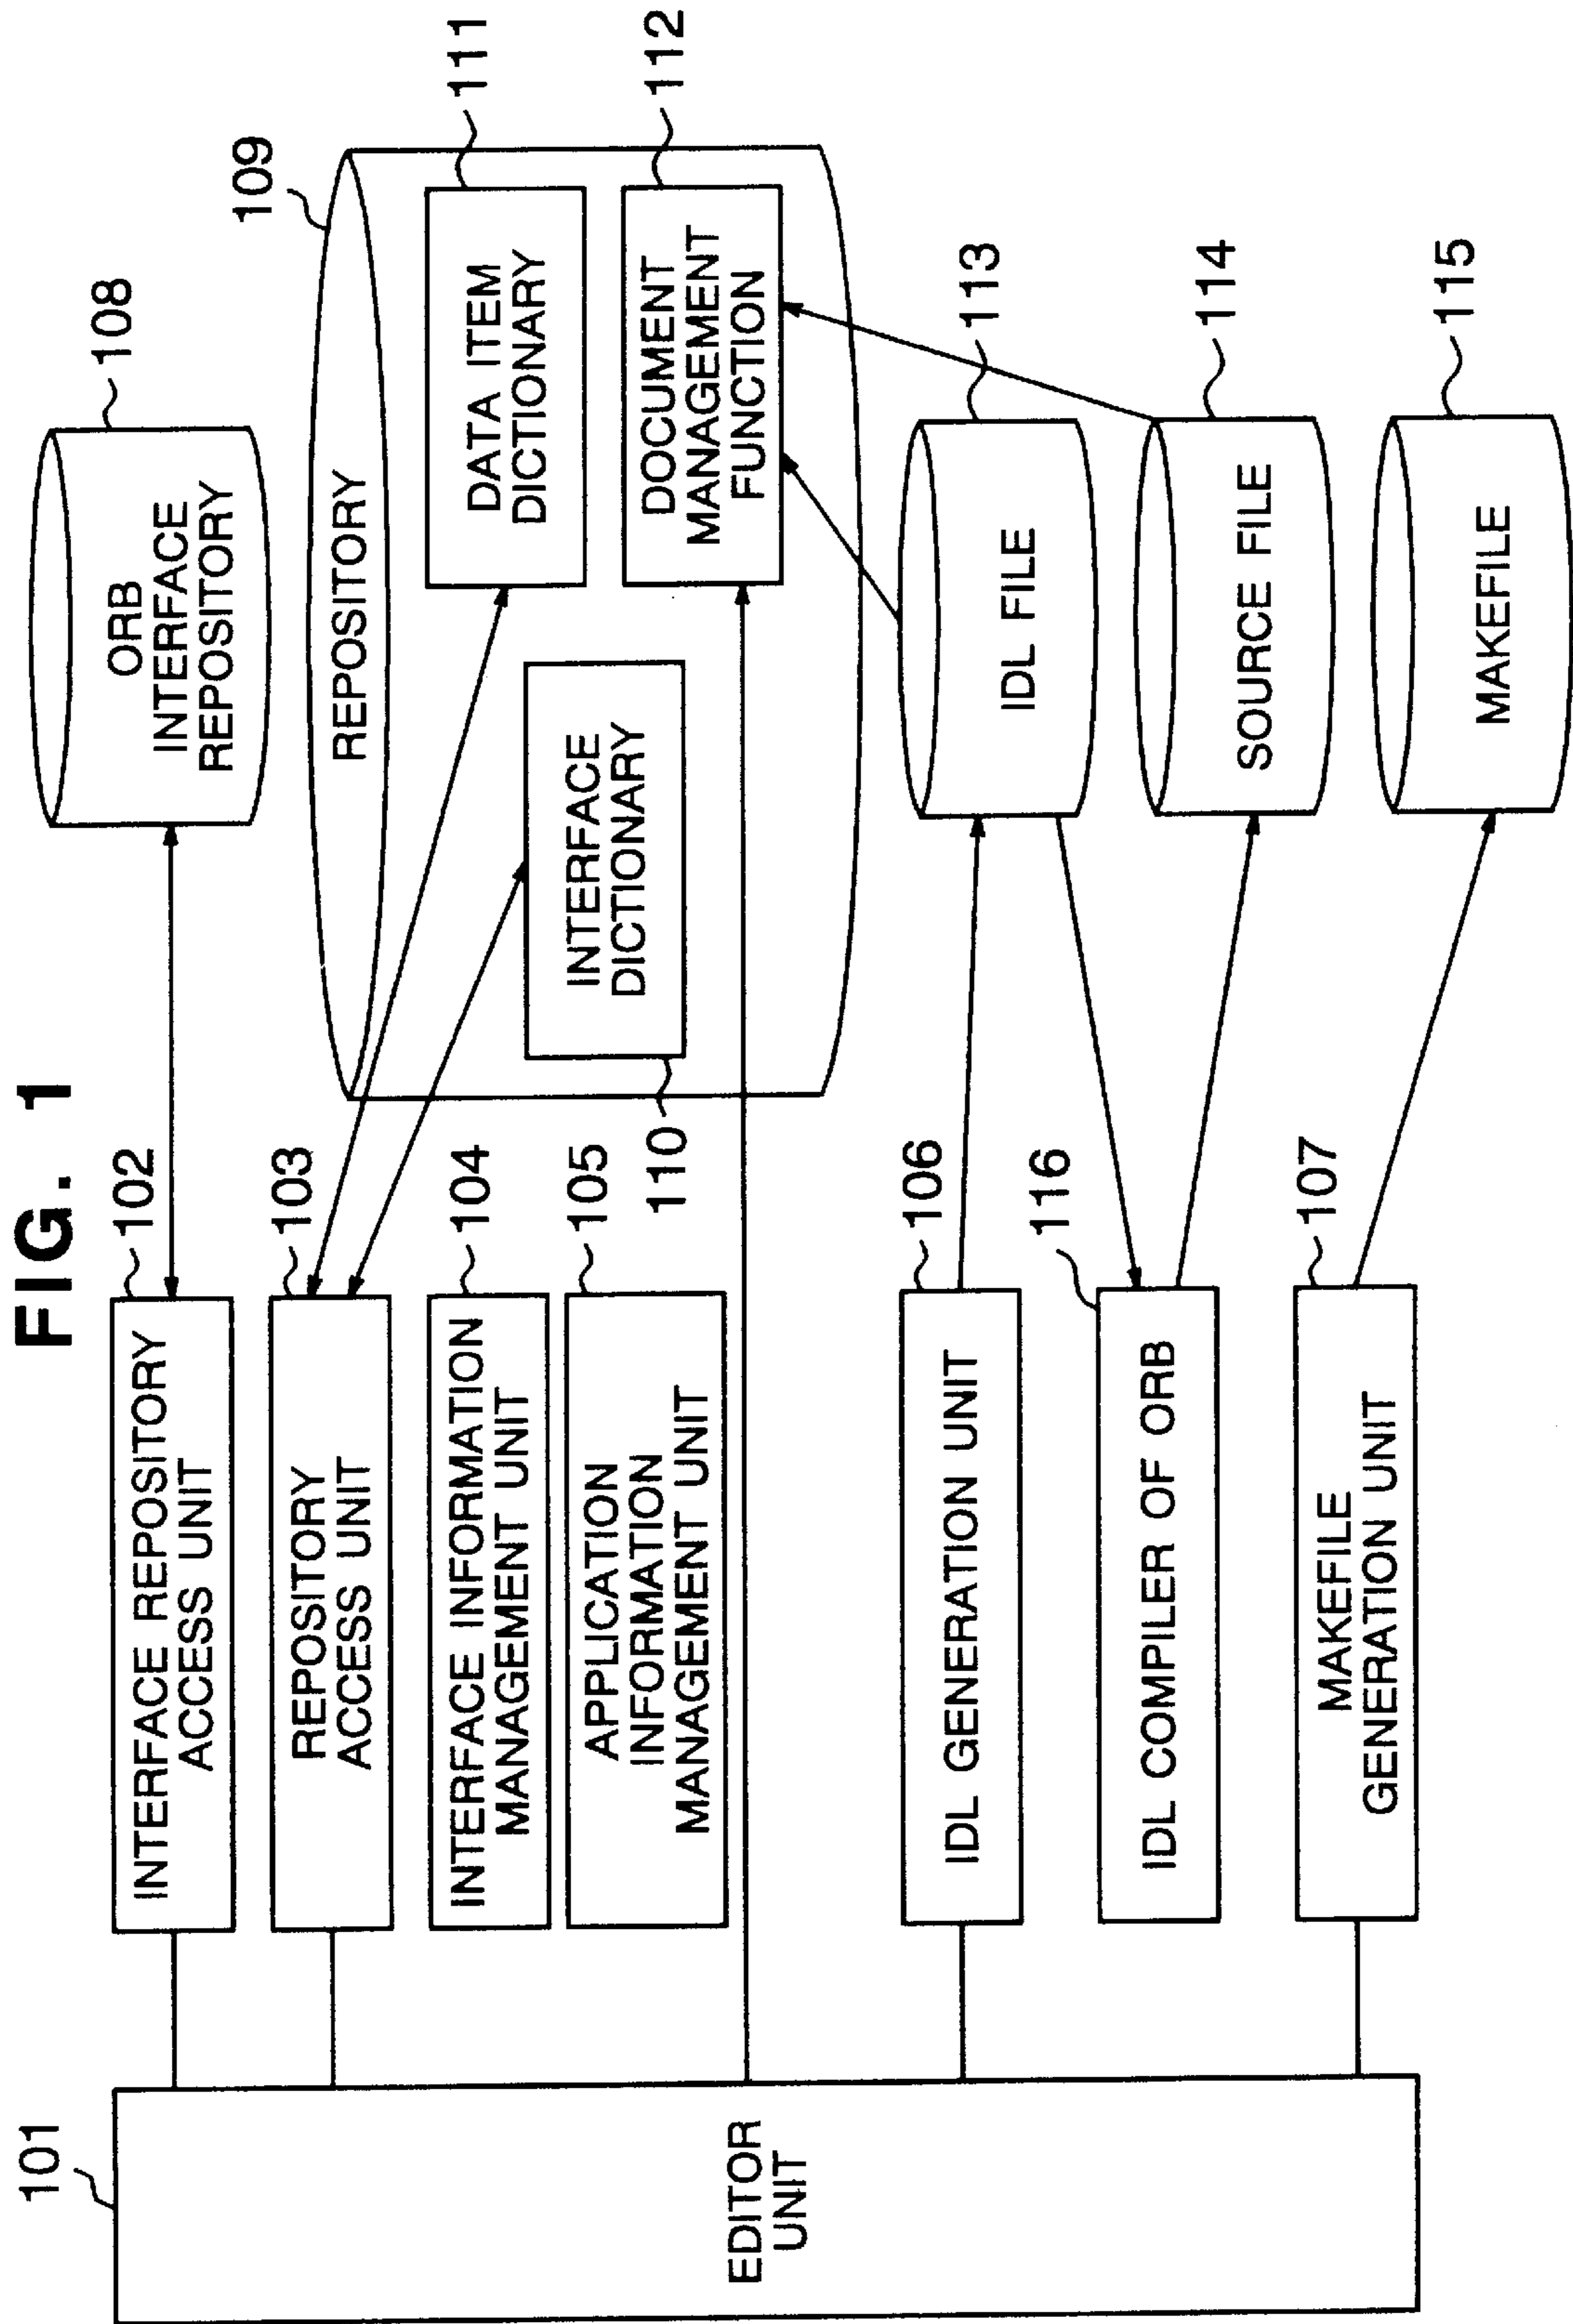 FIG. 1
101
EDITOR
UNIT
102
INTERFACE REPOSITORY
ACCESS UNIT
103
REPOSITORY
ACCESS UNIT
104
INTERFACE INFORMATION
MANAGEMENT UNIT
105
APPLICATION
INFORMATION
MANAGEMENT UNIT
106
IDL GENERATION UNIT
116
IDL COMPILER OF ORB
107
MAKEFILE
GENERATION UNIT
108
ORB
INTERFACE
REPOSITORY
109
REPOSITORY
110
INTERFACE
DICTIONARY
111
DATA ITEM
DICTIONARY
112
DOCUMENT
MANAGEMENT
FUNCTION
113
IDL FILE
114
SOURCE FILE
115
MAKEFILE